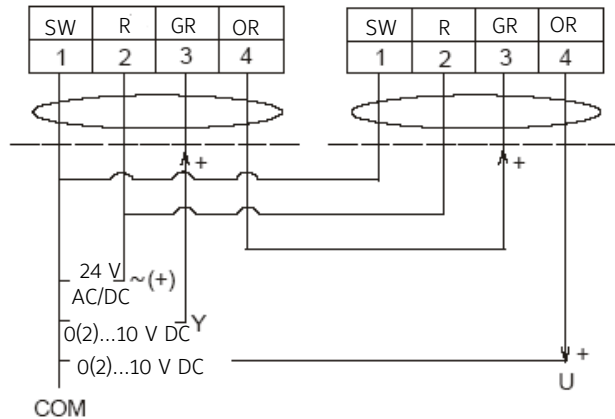 SW R GR OR
1 2 3 4
SW R GR OR
1 2 3 4
+
+
24 V ~(+)
AC/DC
0(2)...10 V DC Y
0(2)...10 V DC
+
U
COM